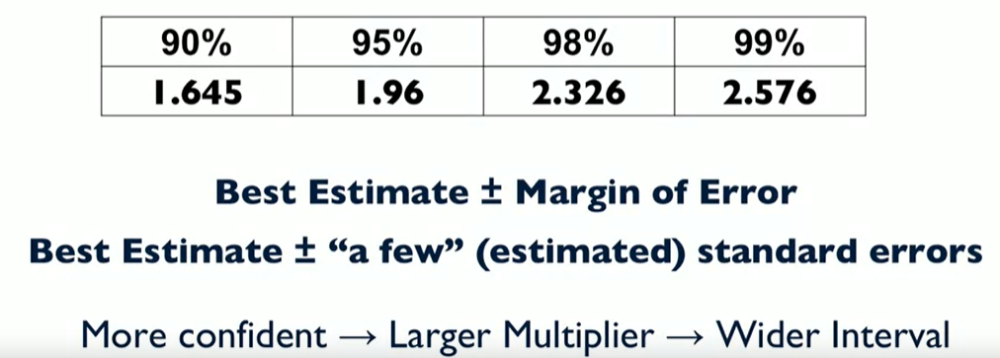 90% 95% 98% 99%
1.645 1.96 2.326 2.576
Best Estimate ± Margin of Error
Best Estimate ± “a few” (estimated) standard errors
More confident → Larger Multiplier → Wider Interval